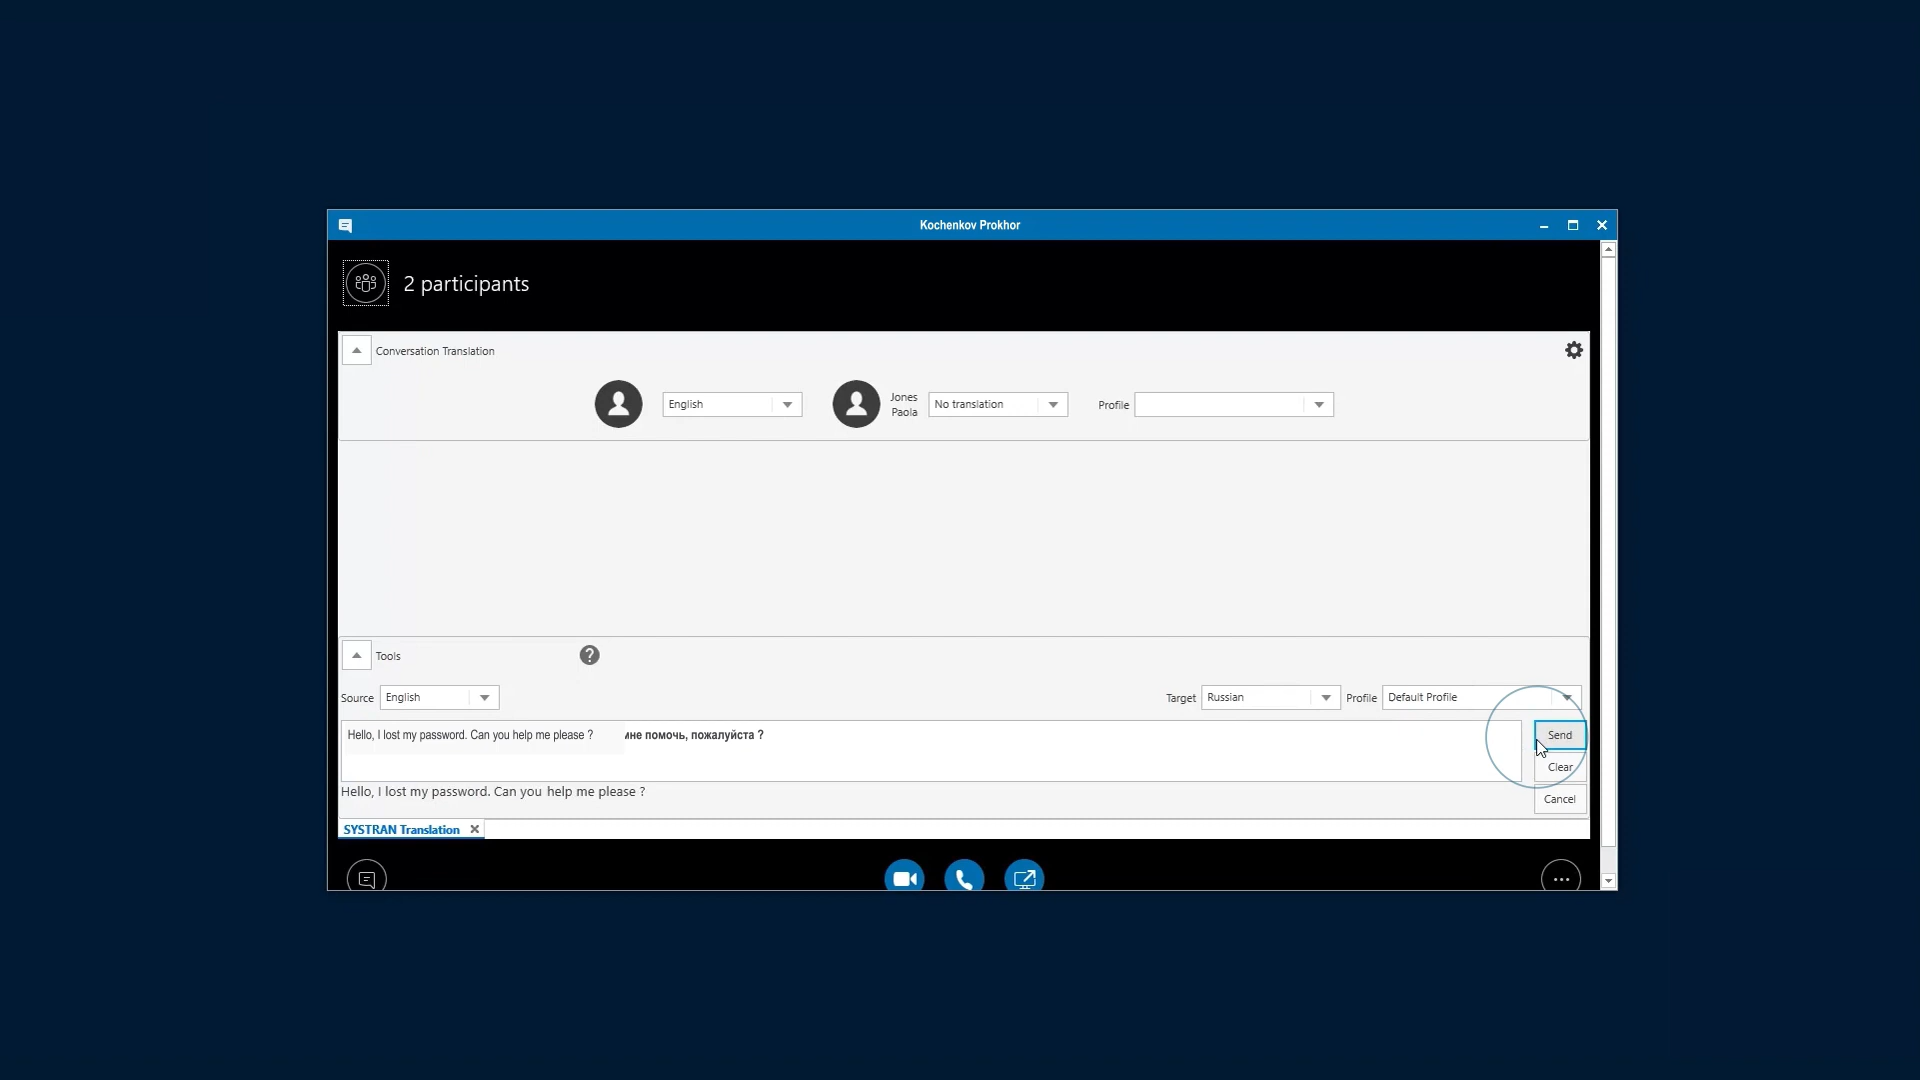 Kochenkov Prokhor
2 participants
Conversation Translation
English
Jones
Paola
No translation
Profile
Tools
?
Source English
Target Russian Profile Default Profile
Hello, I lost my password. Can you help me please ? мне помочь, пожалуйста ?
Send
Clear
Hello, I lost my password. Can you help me please ?
Cancel
SYSTRAN Translation